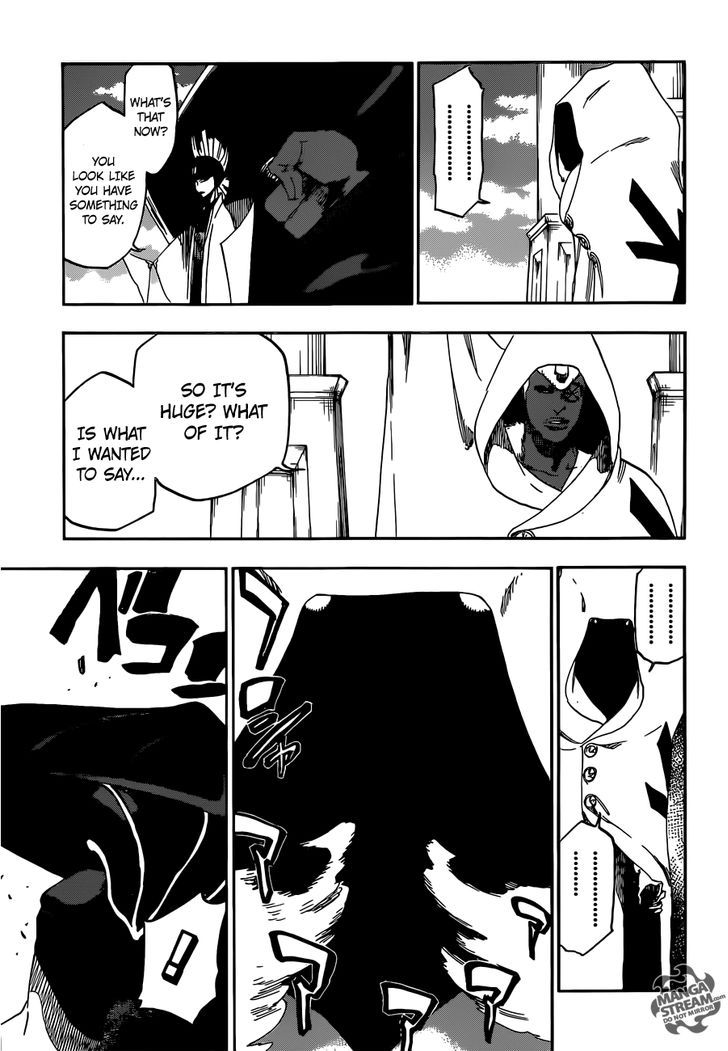 WHAT'S
THAT
NOW?
YOU
LOOK LIKE
YOU HAVE
SOMETHING
TO SAY.
SO IT'S
HUGE? WHAT
OF IT?
IS WHAT
I WANTED
TO SAY...
!
MANGA
STREAM.com
DO NOT MIRROR!